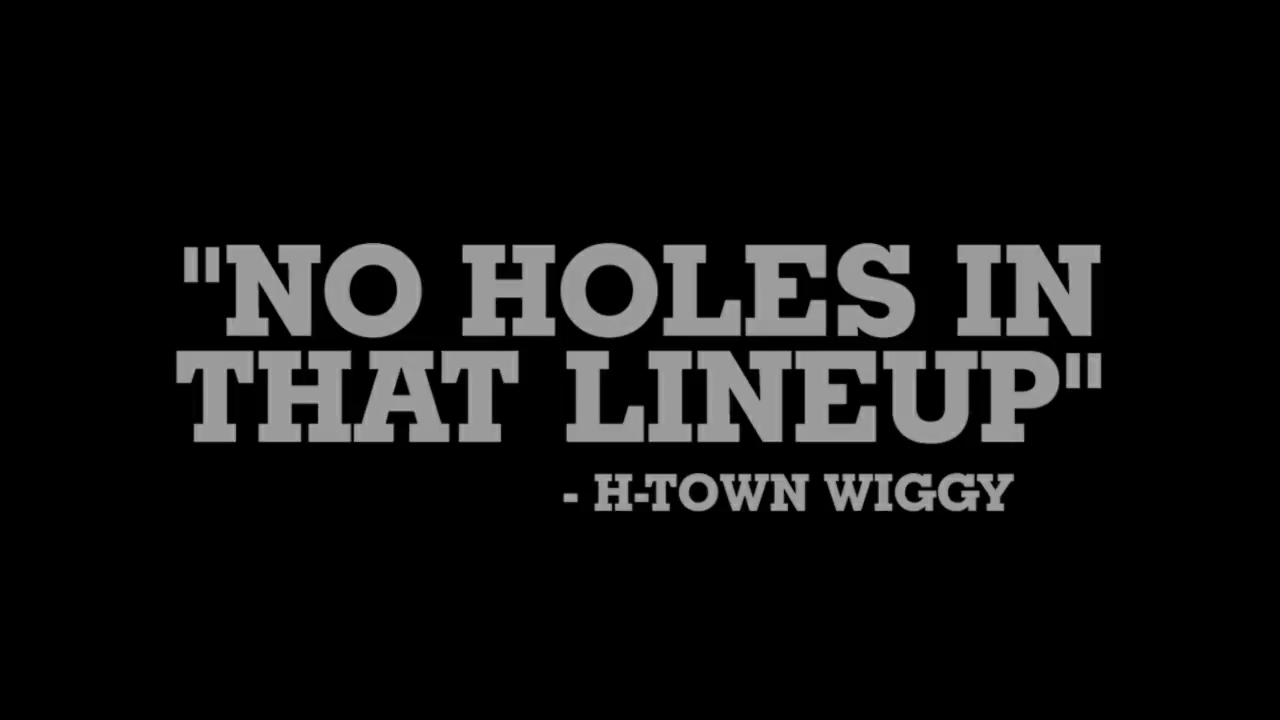 "NO HOLES IN
THAT LINEUP"
- H-TOWN WIGGY